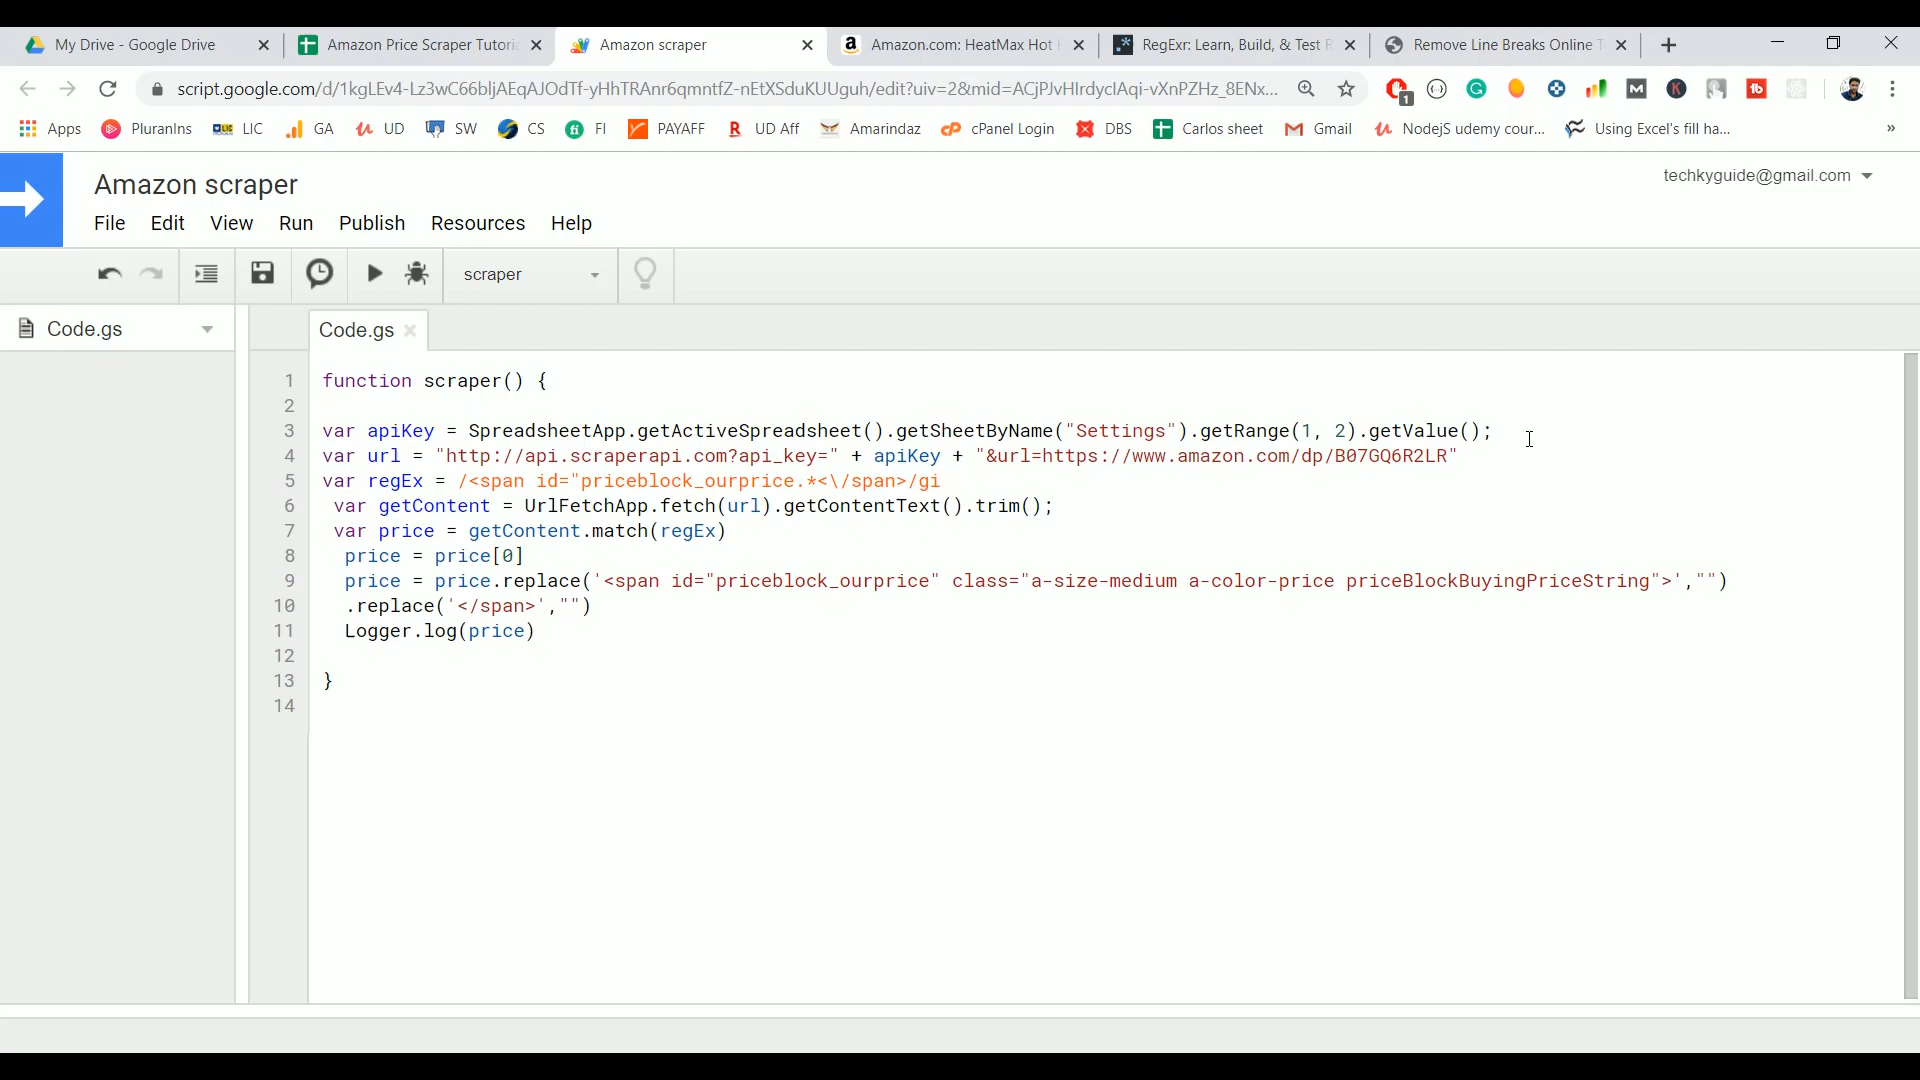 My Drive - Google Drive
Amazon Price Scraper Tutori
Amazon scraper
Amazon.com: HeatMax Hot
RegExr: Learn, Build, & Test R
Remove Line Breaks Online T
script.google.com/d/1kgLEv4-Lz3wC66bljAEqAJOdTf-yHhTRAnr6qmntfZ-nEtXSduKUUguh/edit?uiv=2&mid=ACjPJvHIrdyclAqi-vXnPZHz_8ENx...
1
Apps
Pluranlns
LIC
GA
UD
SW
CS
FI
PAYAFF
UD Aff
Amarindaz
cPanel Login
DBS
Carlos sheet
Gmail
NodejS udemy cour...
Using Excel's fill ha...
»
Amazon scraper
techkyguide@gmail.com
File Edit View Run Publish Resources Help
scraper
Code.gs
Code.gs
1 function scraper() {
2
3 var apiKey = SpreadsheetApp.getActiveSpreadsheet().getSheetByName("Settings").getRange(1, 2).getValue();
4 var url = "http://api.scraperapi.com?api_key=" + apiKey + "&url=https://www.amazon.com/dp/B07GQ6R2LR"
5 var regEx = /<span id="priceblock_ourprice.*<\/span>/gi
6 var getContent = UrlFetchApp.fetch(url).getContentText().trim();
7 var price = getContent.match(regEx)
8 price = price[0]
9 price = price.replace('<span id="priceblock_ourprice" class="a-size-medium a-color-price priceBlockBuyingPriceString">',"")
10 .replace('</span>',"")
11 Logger.log(price)
12
13 }
14